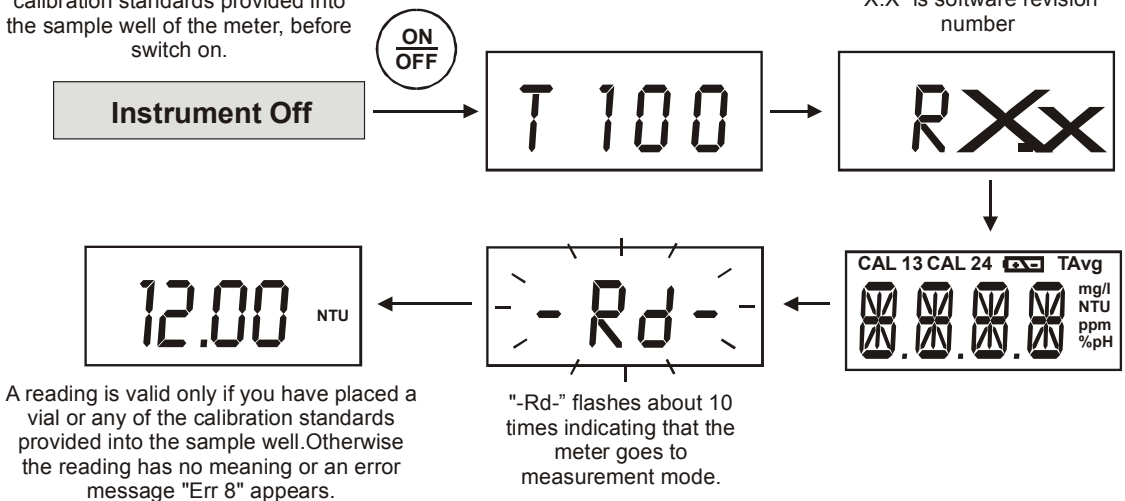 calibration standards provided into
the sample well of the meter, before
switch on.
ON
OFF
"X.X" is software revision
number
Instrument Off
T 100
RX.x
CAL 13 CAL 24 TAvg
mg/l
NTU
ppm
%pH
8.8.8.8
-Rd-
12.00 NTU
A reading is valid only if you have placed a
vial or any of the calibration standards
provided into the sample well.Otherwise
the reading has no meaning or an error
message "Err 8" appears.
"-Rd-” flashes about 10
times indicating that the
meter goes to
measurement mode.